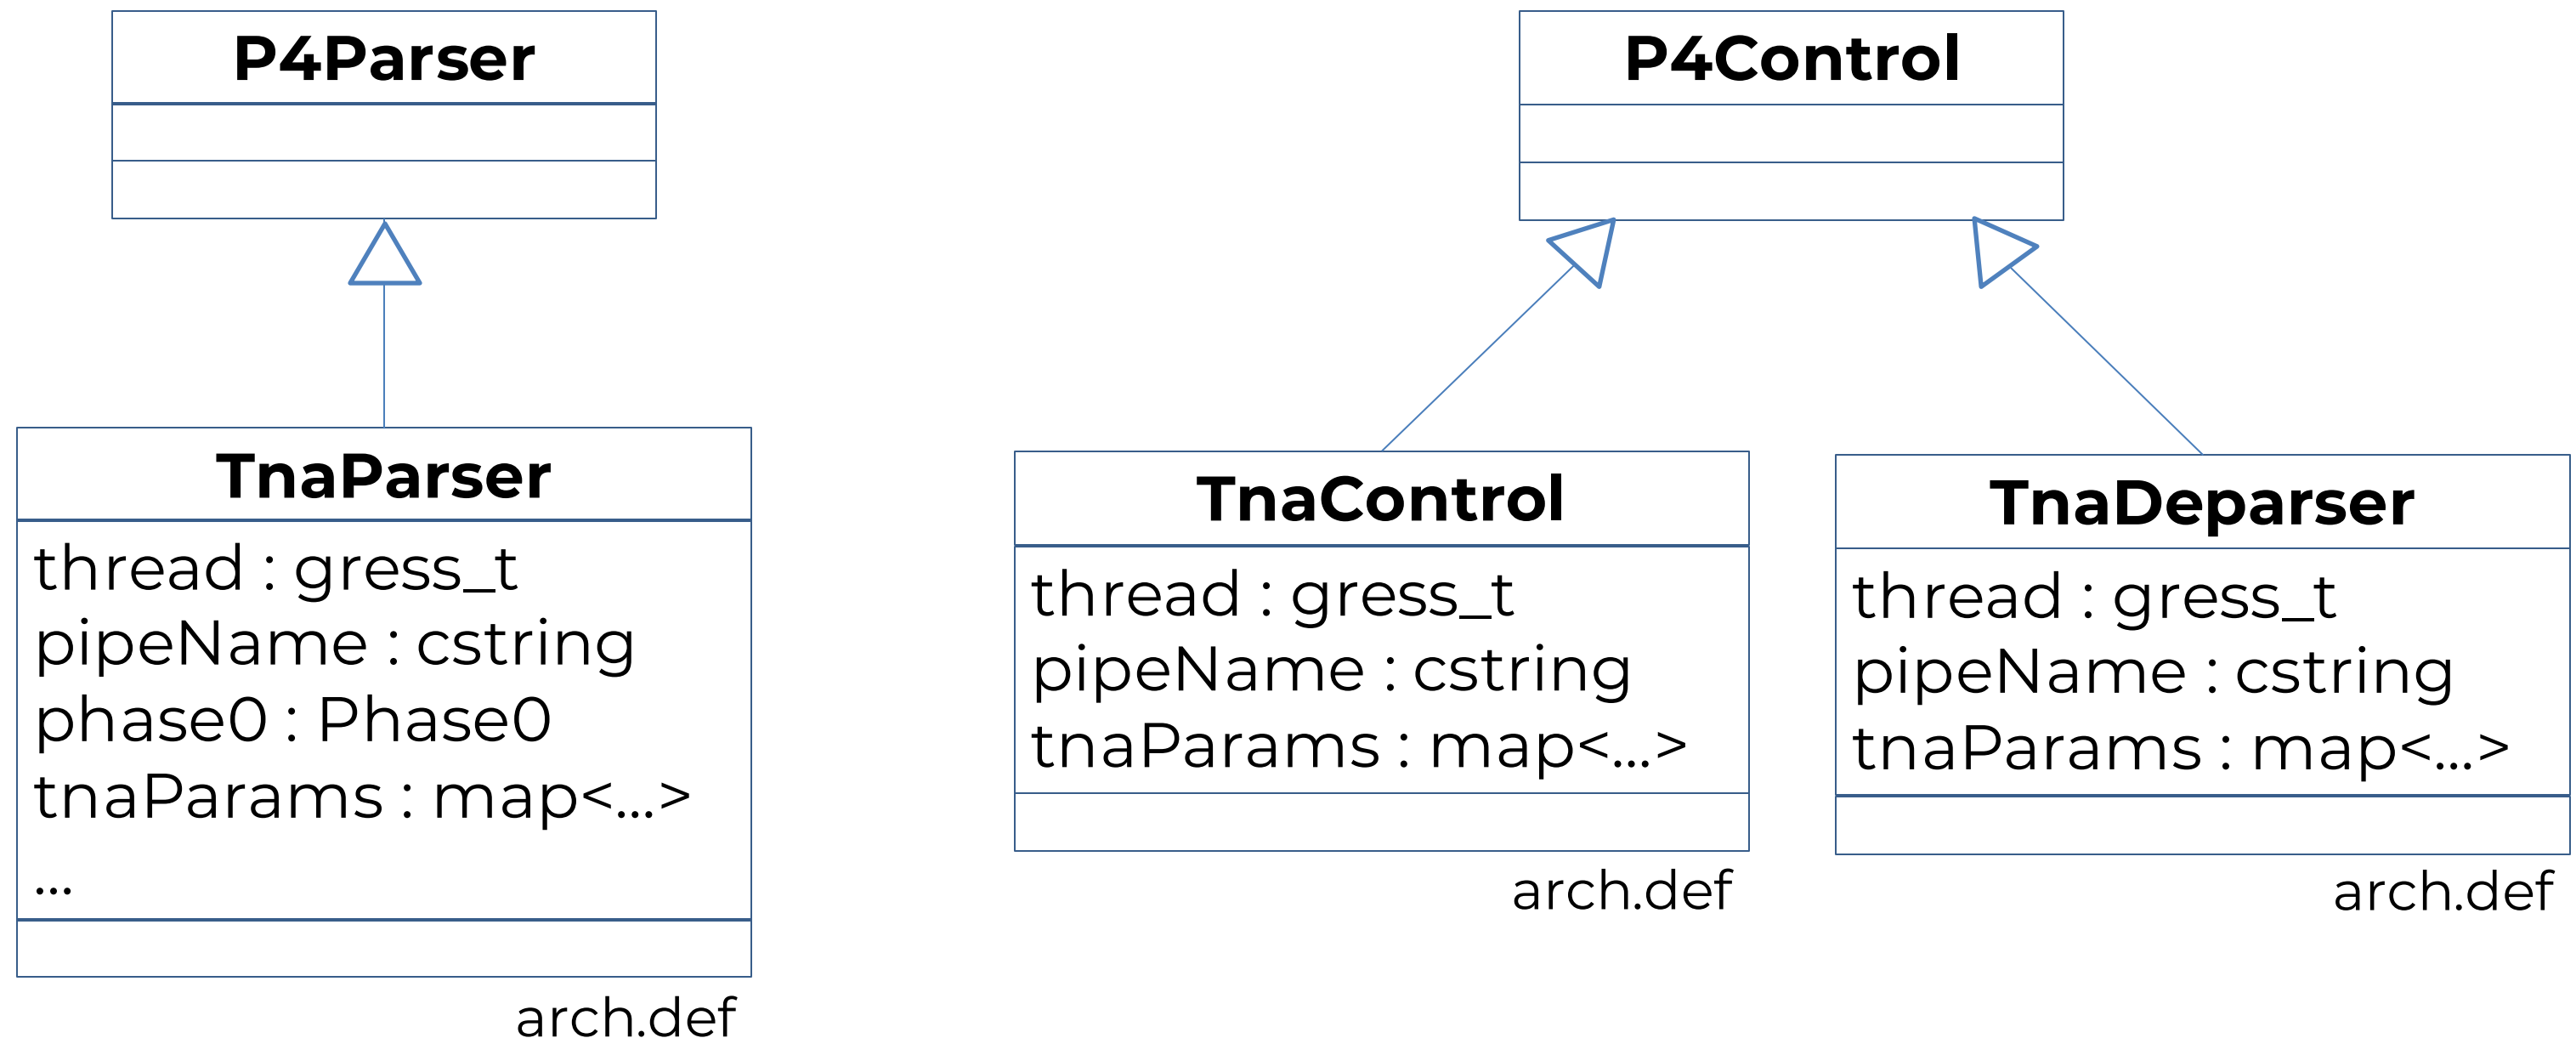 P4Parser
P4Control
TnaParser
thread : gress_t
pipeName : cstring
phase0 : Phase0
tnaParams : map<...>
...
arch.def
TnaControl
thread : gress_t
pipeName : cstring
tnaParams : map<...>
arch.def
TnaDeparser
thread : gress_t
pipeName : cstring
tnaParams : map<...>
arch.def